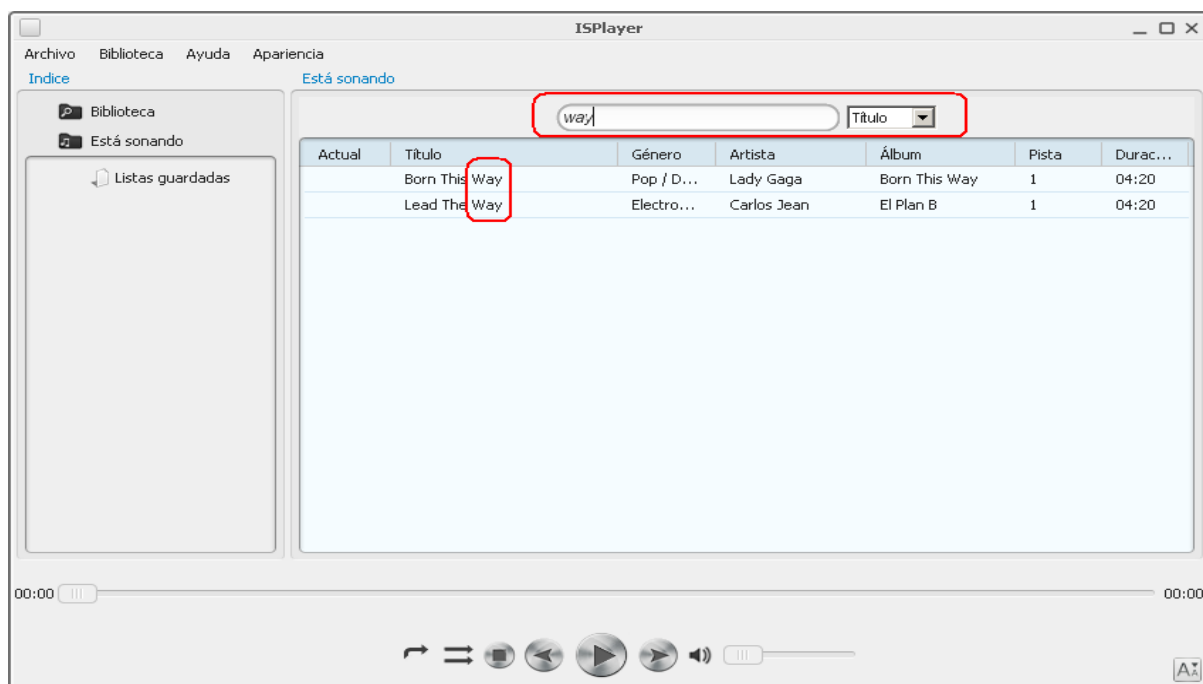 ISPlayer
Archivo Biblioteca Ayuda Apariencia
Indice
Está sonando
Biblioteca
Está sonando
Listas guardadas
way Título
Actual Título Género Artista Álbum Pista Durac...
Born This Way Pop / D... Lady Gaga Born This Way 1 04:20
Lead The Way Electro... Carlos Jean El Plan B 1 04:20
00:00 00:00